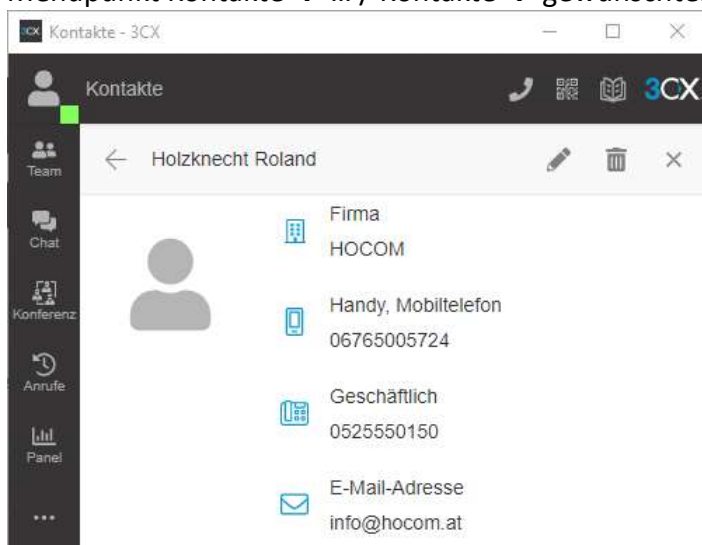 Kontakte - 3CX
Kontakte
3CX
Team
Holzknecht Roland
Chat
Firma
HOCOM
Konferenz
Handy, Mobiltelefon
06765005724
Anrufe
Geschäftlich
0525550150
Panel
E-Mail-Adresse
info@hocom.at